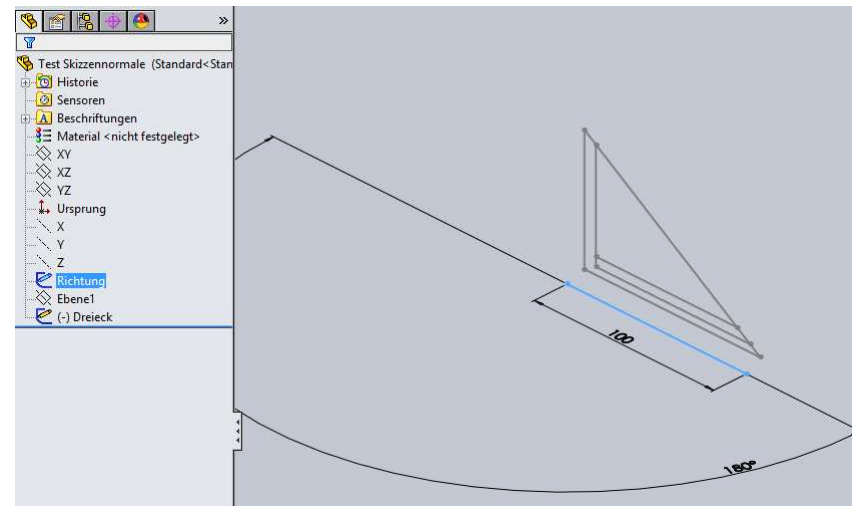 »
Test Skizzennormale (Standard<Stan
Historie
Sensoren
A Beschriftungen
Material <nicht festgelegt>
XY
XZ
YZ
Ursprung
X
Y
Z
Richtung
Ebene1
(-) Dreieck
100
180°